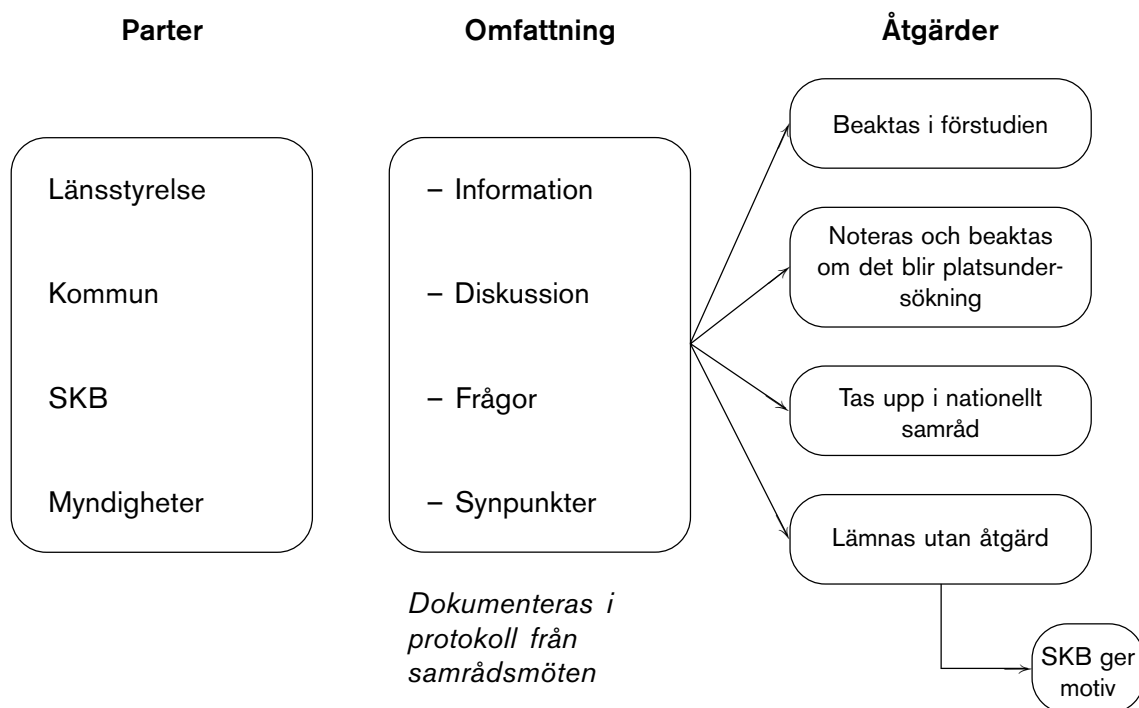 Parter
Omfattning
Åtgärder
Länsstyrelse
Kommun
SKB
Myndigheter
– Information
– Diskussion
– Frågor
– Synpunkter
Dokumenteras i
protokoll från
samrådsmöten
Beaktas i förstudien
Noteras och beaktas
om det blir platsunder-
sökning
Tas upp i nationellt
samråd
Lämnas utan åtgärd
SKB ger
motiv